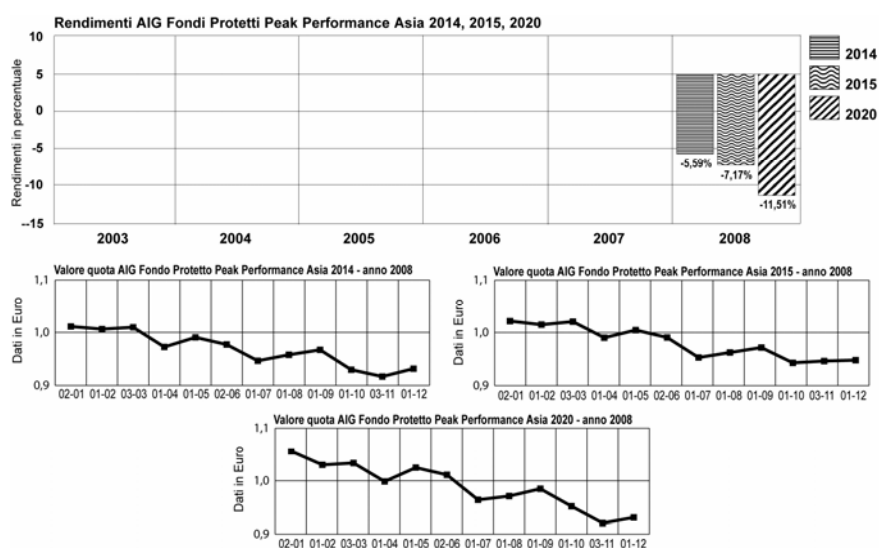 Rendimenti AIG Fondi Protetti Peak Performance Asia 2014, 2015, 2020
Rendimenti in percentuale
10
5
0
-5
-10
--15
-5,59%
-7,17%
-11,51%
2003 2004 2005 2006 2007 2008
2014
2015
2020
Valore quota AIG Fondo Protetto Peak Performance Asia 2014 - anno 2008
Dati in Euro
1,1
1,0
0,9
02-01 01-02 03-03 01-04 01-05 02-06 01-07 01-08 01-09 01-10 03-11 01-12
Valore quota AIG Fondo Protetto Peak Performance Asia 2015 - anno 2008
Dati in Euro
1,1
1,0
0,9
02-01 01-02 03-03 01-04 01-05 02-06 01-07 01-08 01-09 01-10 03-11 01-12
Valore quota AIG Fondo Protetto Peak Performance Asia 2020 - anno 2008
Dati in Euro
1,1
1,0
0,9
02-01 01-02 03-03 01-04 01-05 02-06 01-07 01-08 01-09 01-10 03-11 01-12